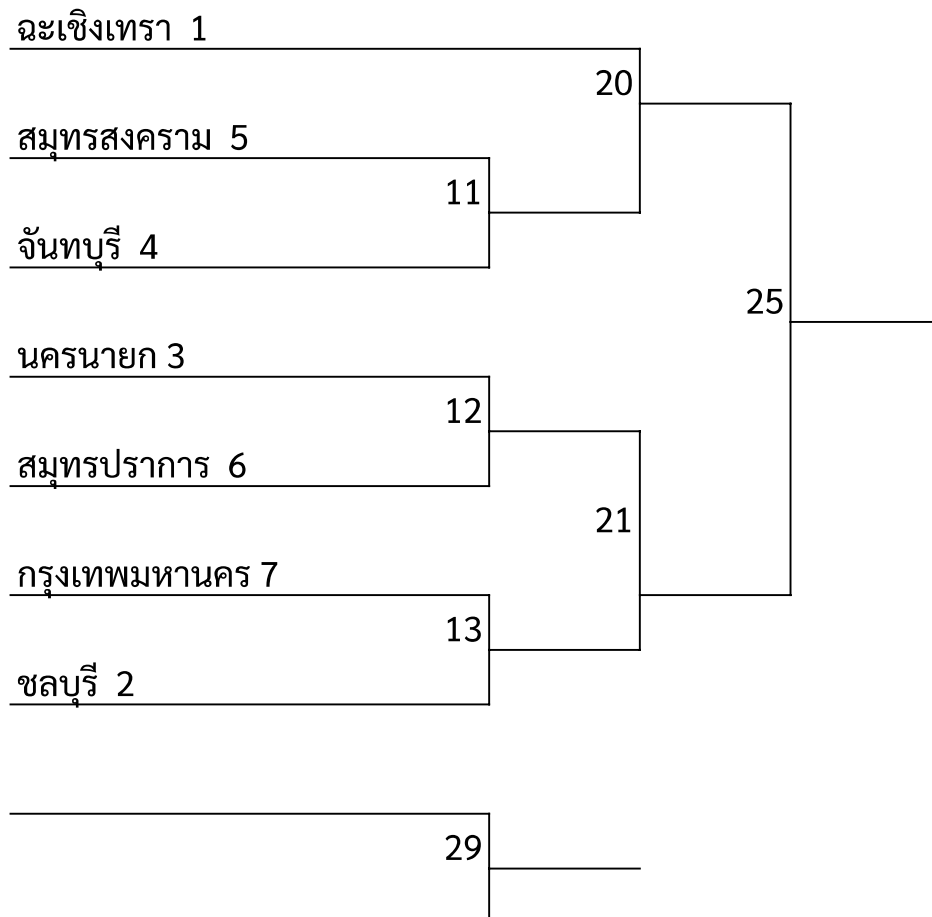 ฉะเชิงเทรา 1
20
สมุทรสงคราม 5
11
จันทบุรี 4
25
นครนายก 3
12
สมุทรปราการ 6
21
กรุงเทพมหานคร 7
13
ชลบุรี 2
29